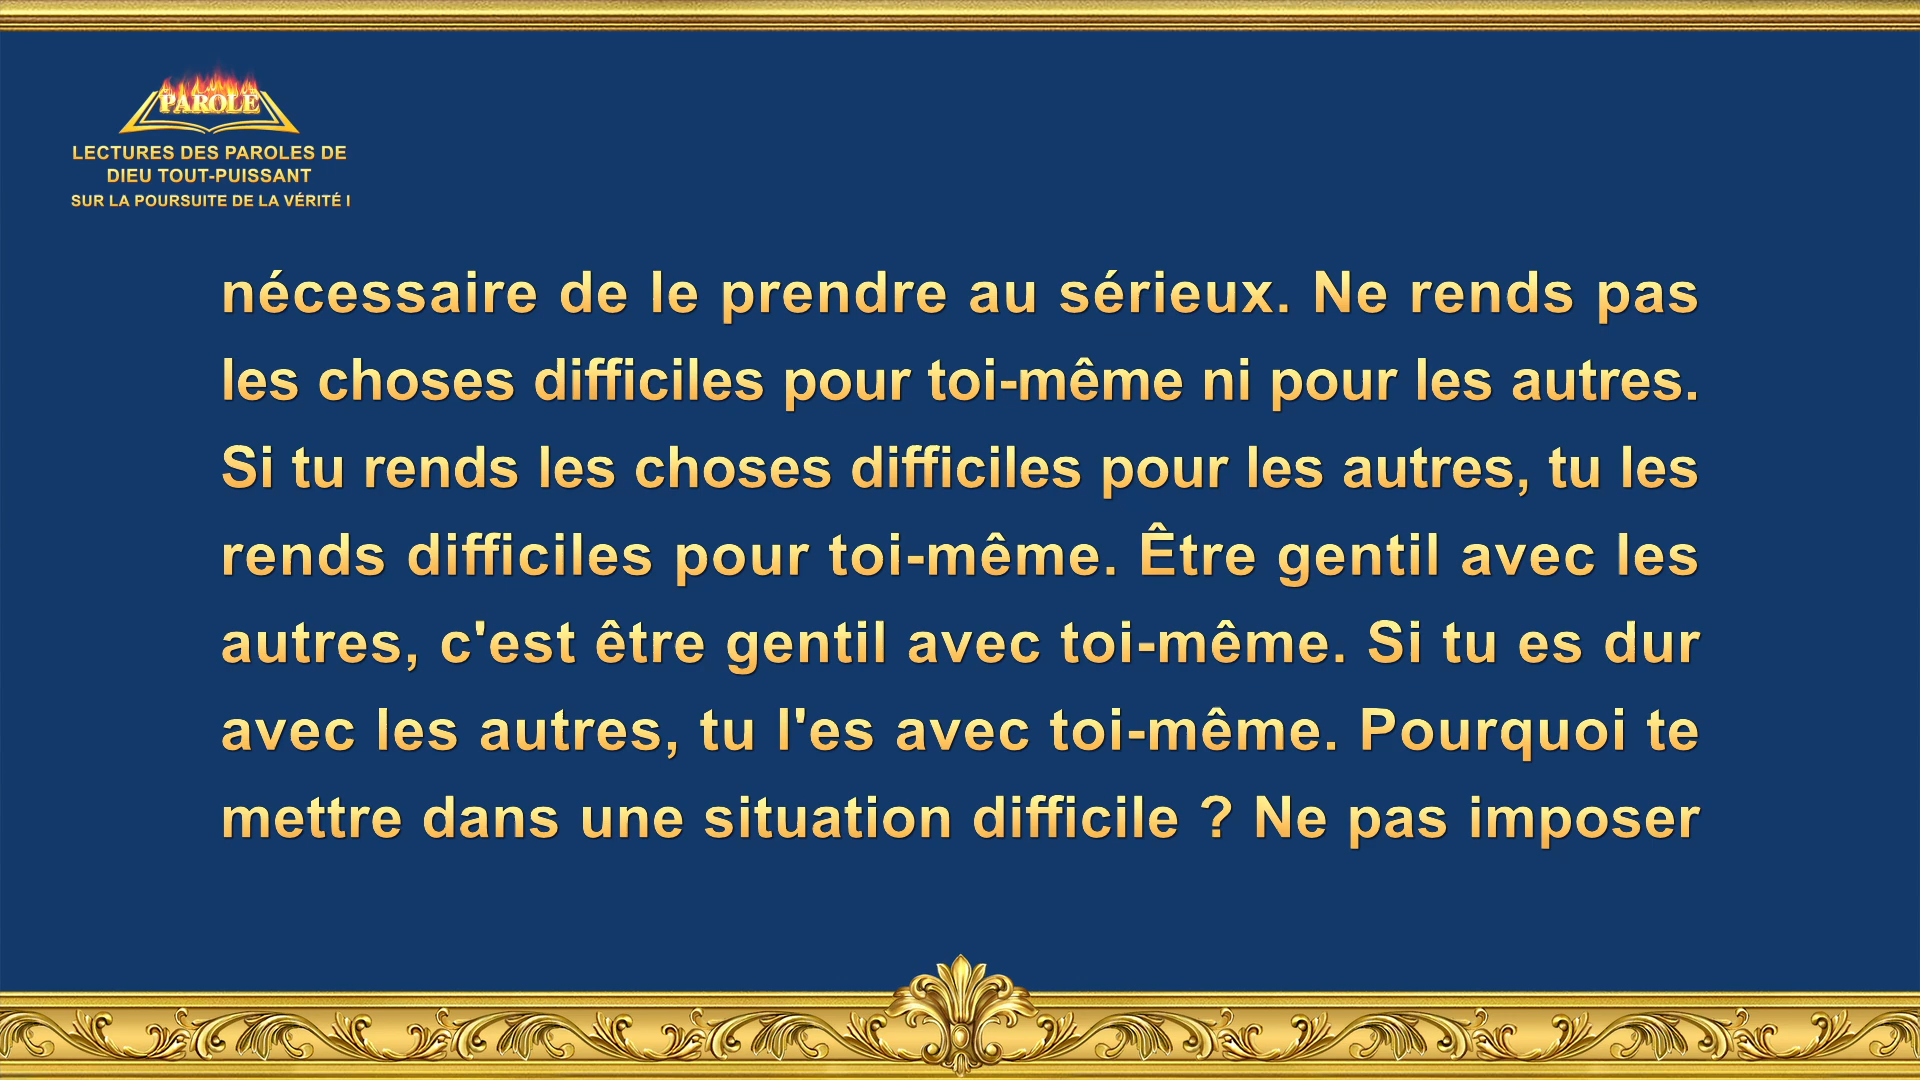 PAROLE
LECTURES DES PAROLES DE
DIEU TOUT-PUISSANT
SUR LA POURSUITE DE LA VÉRITÉ I
nécessaire de le prendre au sérieux. Ne rends pas
les choses difficiles pour toi-même ni pour les autres.
Si tu rends les choses difficiles pour les autres, tu les
rends difficiles pour toi-même. Être gentil avec les
autres, c'est être gentil avec toi-même. Si tu es dur
avec les autres, tu l'es avec toi-même. Pourquoi te
mettre dans une situation difficile ? Ne pas imposer